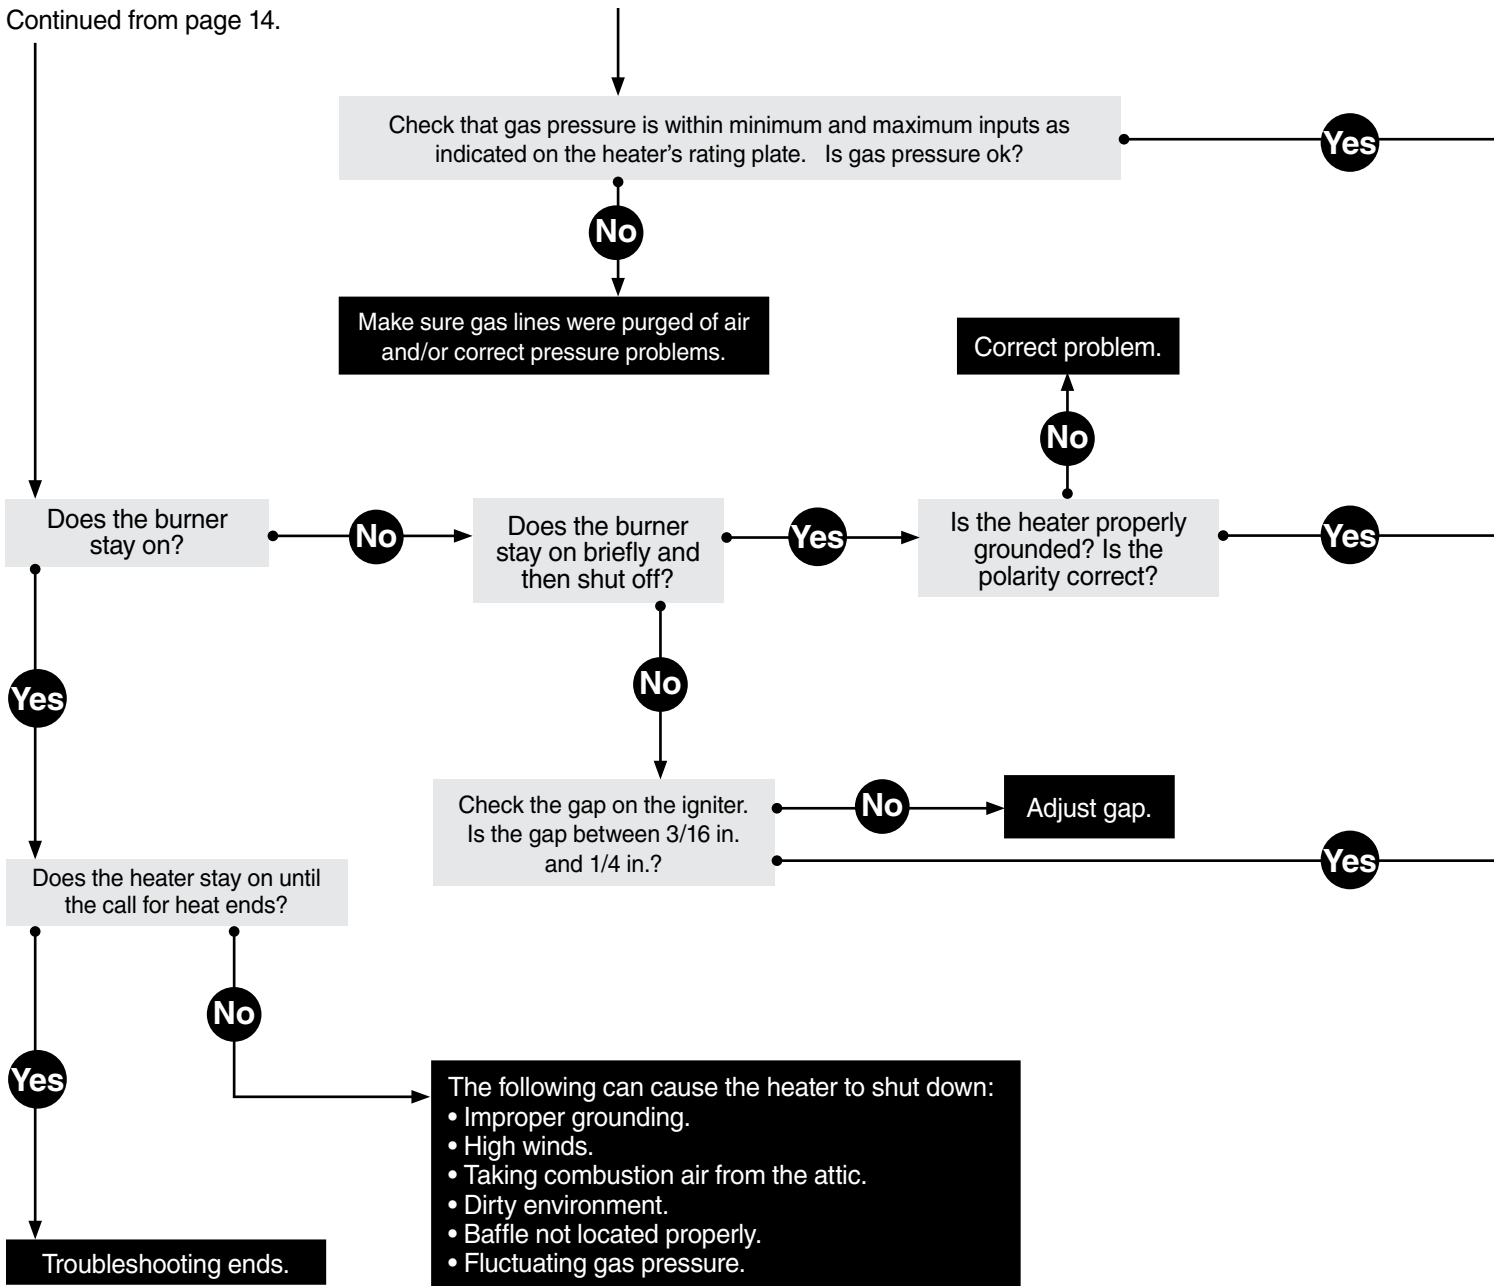 Continued from page 14.
Check that gas pressure is within minimum and maximum inputs as
indicated on the heater's rating plate. Is gas pressure ok?
Yes
No
Make sure gas lines were purged of air
and/or correct pressure problems.
Correct problem.
No
Does the burner
stay on?
No
Does the burner
stay on briefly and
then shut off?
Yes
Is the heater properly
grounded? Is the
polarity correct?
Yes
Yes
No
Check the gap on the igniter.
Is the gap between 3/16 in.
and 1/4 in.?
No
Adjust gap.
Yes
Does the heater stay on until
the call for heat ends?
No
Yes
The following can cause the heater to shut down:
• Improper grounding.
• High winds.
• Taking combustion air from the attic.
• Dirty environment.
• Baffle not located properly.
• Fluctuating gas pressure.
Troubleshooting ends.